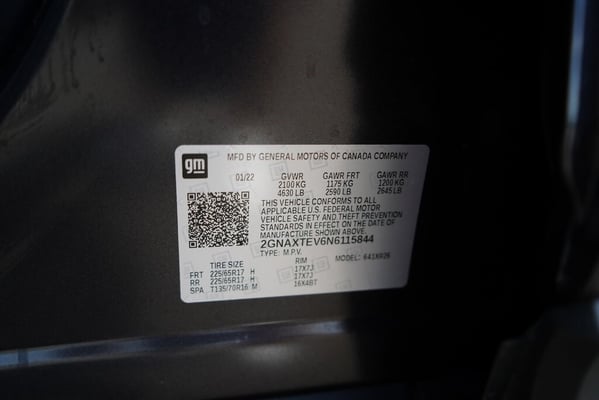 gm MFD BY GENERAL MOTORS OF CANADA COMPANY
01/22 GVWR GAWR FRT GAWR RR
2100 KG 1175 KG 1200 KG
4630 LB 2590 LB 2645 LB
THIS VEHICLE CONFORMS TO ALL
APPLICABLE U.S. FEDERAL MOTOR
VEHICLE SAFETY AND THEFT PREVENTION
STANDARDS IN EFFECT ON THE DATE OF
MANUFACTURE SHOWN ABOVE.
2GNAXTEV6N6115844
TYPE: M.P.V. MODEL: 641X926
TIRE SIZE RIM
FRT 225/65R17 H 17X7J
RR 225/65R17 H 17X7J
SPA T135/70R16 M 16X4BT